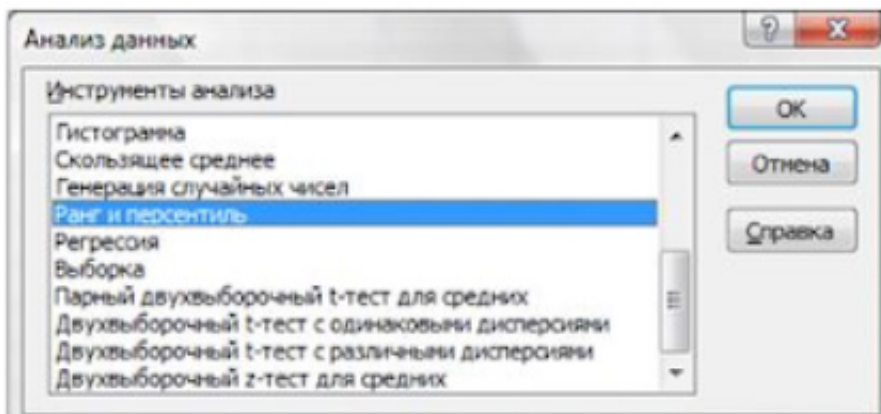 Анализ данных
Инструменты анализа
Гистограмма
Скользящее среднее
Генерация случайных чисел
Ранг и персентиль
Регрессия
Выборка
Парный двухвыборочный t-тест для средних
Двухвыборочный t-тест с одинаковыми дисперсиями
Двухвыборочный t-тест с различными дисперсиями
Двухвыборочный z-тест для средних
OK
Отмена
Справка